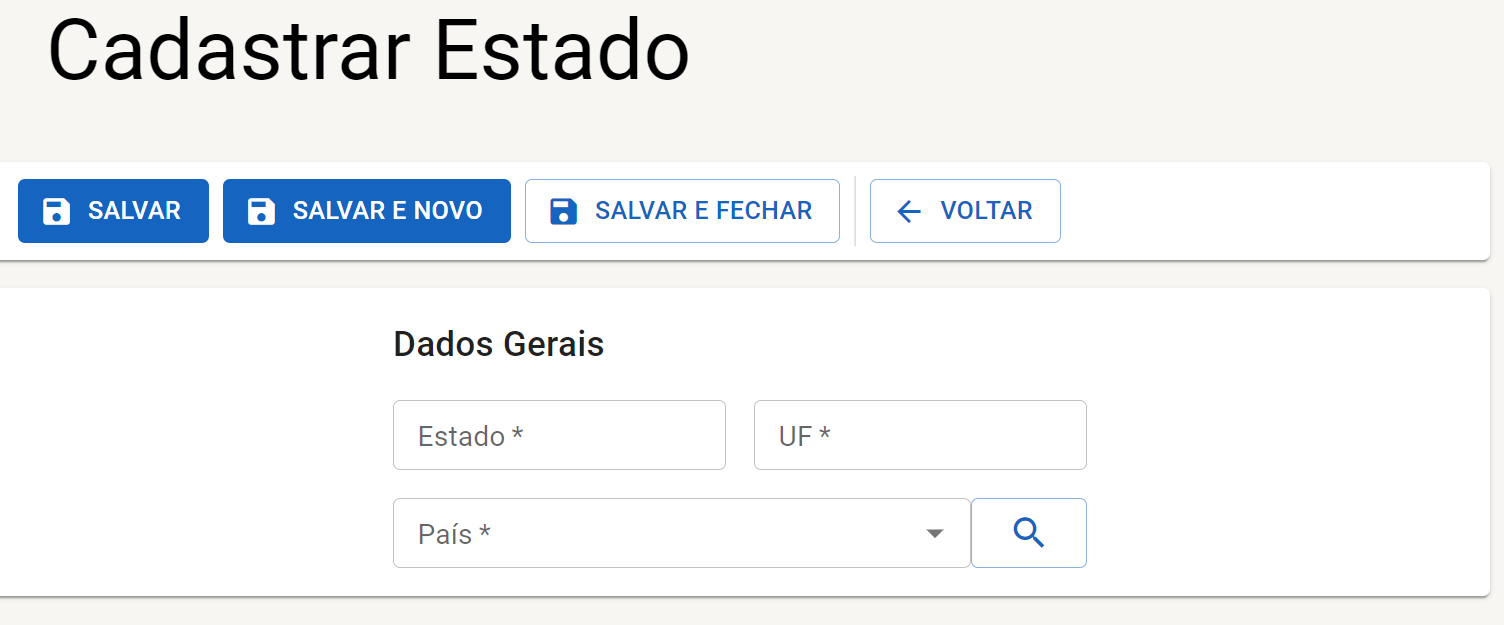 Cadastrar Estado
SALVAR SALVAR E NOVO SALVAR E FECHAR VOLTAR
Dados Gerais
Estado * UF *
País *